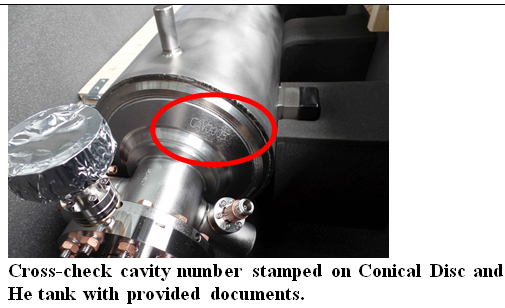 Cross-check cavity number stamped on Conical Disc and
He tank with provided documents.